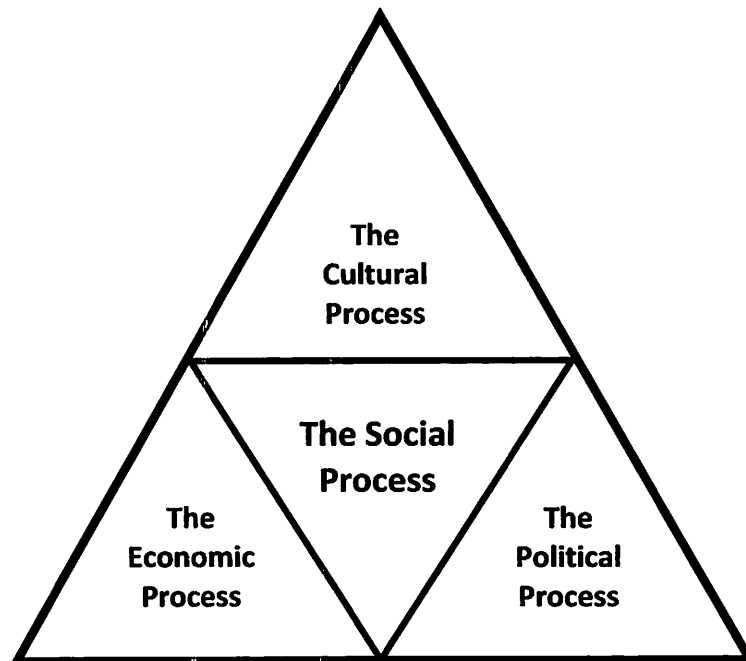 The
Cultural
Process
The Social
Process
The
Economic
Process
The
Political
Process